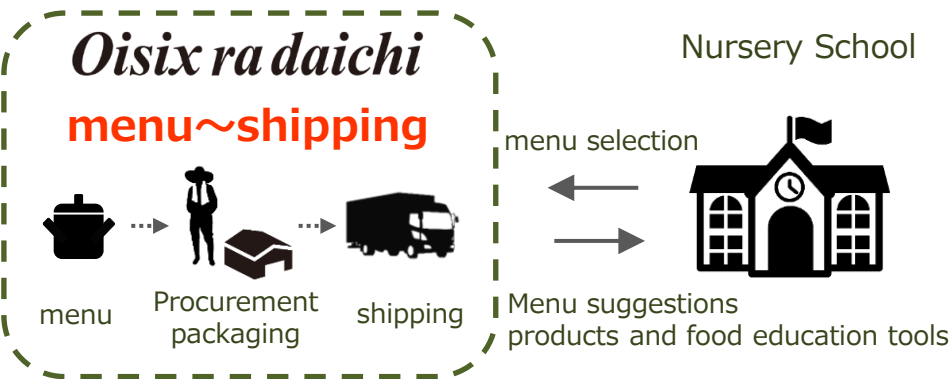 Oisix ra daichi
menu～shipping
menu
Procurement
packaging
shipping
Nursery School
menu selection
Menu suggestions
products and food education tools